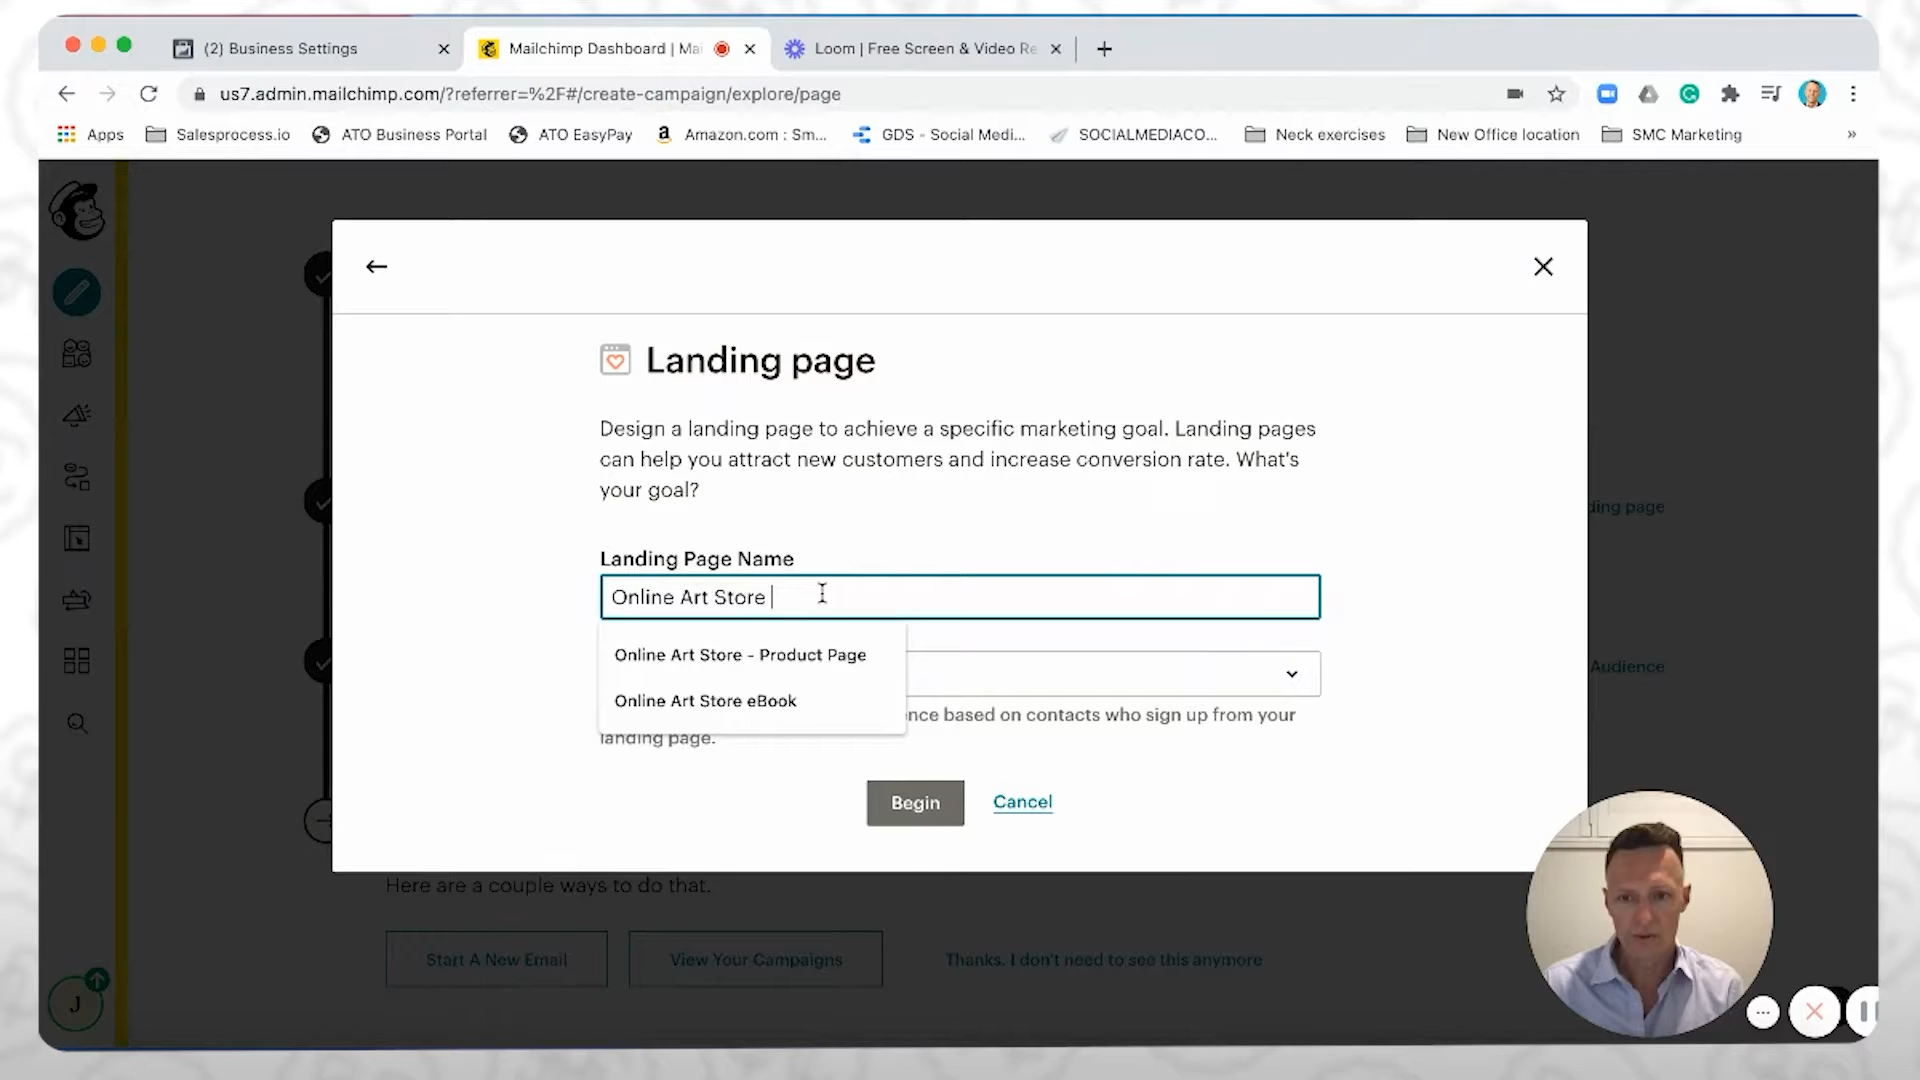 (2) Business Settings
Mailchimp Dashboard | Mai
Loom | Free Screen & Video Re
us7.admin.mailchimp.com/?referrer=%2F#/create-campaign/explore/page
Apps
Salesprocess.io
ATO Business Portal
ATO EasyPay
Amazon.com : Sm...
GDS - Social Medi...
SOCIALMEDIACO...
Neck exercises
New Office location
SMC Marketing
»
Landing page
Design a landing page to achieve a specific marketing goal. Landing pages
can help you attract new customers and increase conversion rate. What's
your goal?
ding page
Landing Page Name
Online Art Store
Online Art Store - Product Page
Audience
Online Art Store eBook
nce based on contacts who sign up from your
landing page.
Begin
Cancel
Here are a couple ways to do that.
Start A New Email
View Your Campaigns
Thanks. I don't need to see this anymore
J